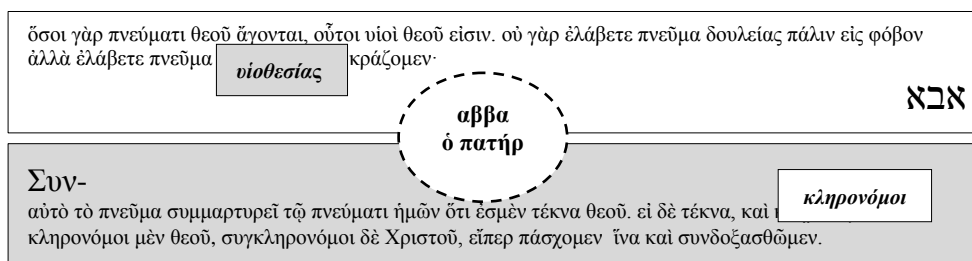 ὅσοι γὰρ πνεύματι θεοῦ ἄγονται, οὗτοι υἱοὶ θεοῦ εἰσιν. οὐ γὰρ ἐλάβετε πνεῦμα δουλείας πάλιν εἰς φόβον
ἀλλὰ ἐλάβετε πνεῦμα υἱοθεσίας κράζομεν·
אבא
αββα
ὁ πατήρ
Συν-
κληρονόμοι
αὐτὸ τὸ πνεῦμα συμμαρτυρεῖ τῷ πνεύματι ἡμῶν ὅτι ἐσμὲν τέκνα θεοῦ. εἰ δὲ τέκνα, καὶ
κληρονόμοι μὲν θεοῦ, συγκληρονόμοι δὲ Χριστοῦ, εἴπερ πάσχομεν ἵνα καὶ συνδοξασθῶμεν.